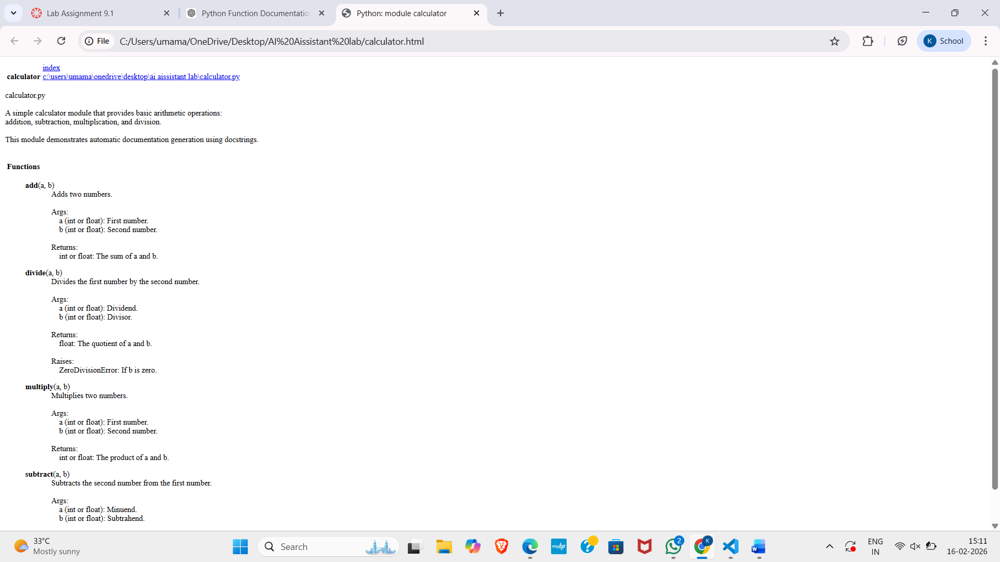 Lab Assignment 9.1
Python Function Documentatio
Python: module calculator
File
C:/Users/umama/OneDrive/Desktop/AI%20Aissistant%20lab/calculator.html
K School
index
calculator c:\users\umama\onedrive\desktop\ai aissistant lab\calculator.py
calculator.py
A simple calculator module that provides basic arithmetic operations:
addition, subtraction, multiplication, and division.
This module demonstrates automatic documentation generation using docstrings.
Functions
add(a, b)
Adds two numbers.
Args:
a (int or float): First number.
b (int or float): Second number.
Returns:
int or float: The sum of a and b.
divide(a, b)
Divides the first number by the second number.
Args:
a (int or float): Dividend.
b (int or float): Divisor.
Returns:
float: The quotient of a and b.
Raises:
ZeroDivisionError: If b is zero.
multiply(a, b)
Multiplies two numbers.
Args:
a (int or float): First number.
b (int or float): Second number.
Returns:
int or float: The product of a and b.
subtract(a, b)
Subtracts the second number from the first number.
Args:
a (int or float): Minuend.
b (int or float): Subtrahend.
33°C
Mostly sunny
Search
myhp
?
2
K
W
ENG
IN
15:11
16-02-2026